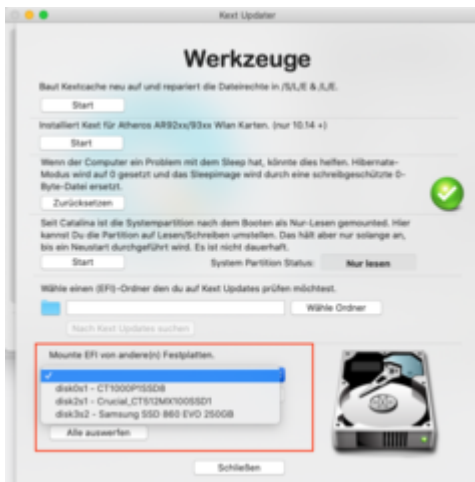 Kext Updater
Werkzeuge
Baut Kextcache neu auf und repariert die Dateirechte in /S/L/E & /L/E.
Start
Installiert Kext für Atheros AR92xx/93xx Wlan Karten. (nur 10.14 +)
Start
Wenn der Computer ein Problem mit dem Sleep hat, könnte dies helfen. Hibernate-
Modus wird auf 0 gesetzt und das Sleepimage wird durch eine schreibgeschützte 0-
Byte-Datei ersetzt.
Zurücksetzen
Seit Catalina ist die Systempartition nach dem Booten als Nur-Lesen gemounted. Hier
kannst Du die Partition auf Lesen/Schreiben umstellen. Das hält aber nur solange an,
bis ein Neustart durchgeführt wird. Es ist nicht dauerhaft.
Start System Partition Status: Nur lesen
Wähle einen (EFI)-Ordner den du auf Kext Updates prüfen möchtest.
Wähle Ordner
Nach Kext Updates suchen
Mounte EFI von andere(n) Festplatten.
disk0s1 - CT1000P1SSD8
disk2s1 - Crucial_CT512MX100SSD1
disk3s2 - Samsung SSD 860 EVO 250GB
Alle auswerfen
Schließen